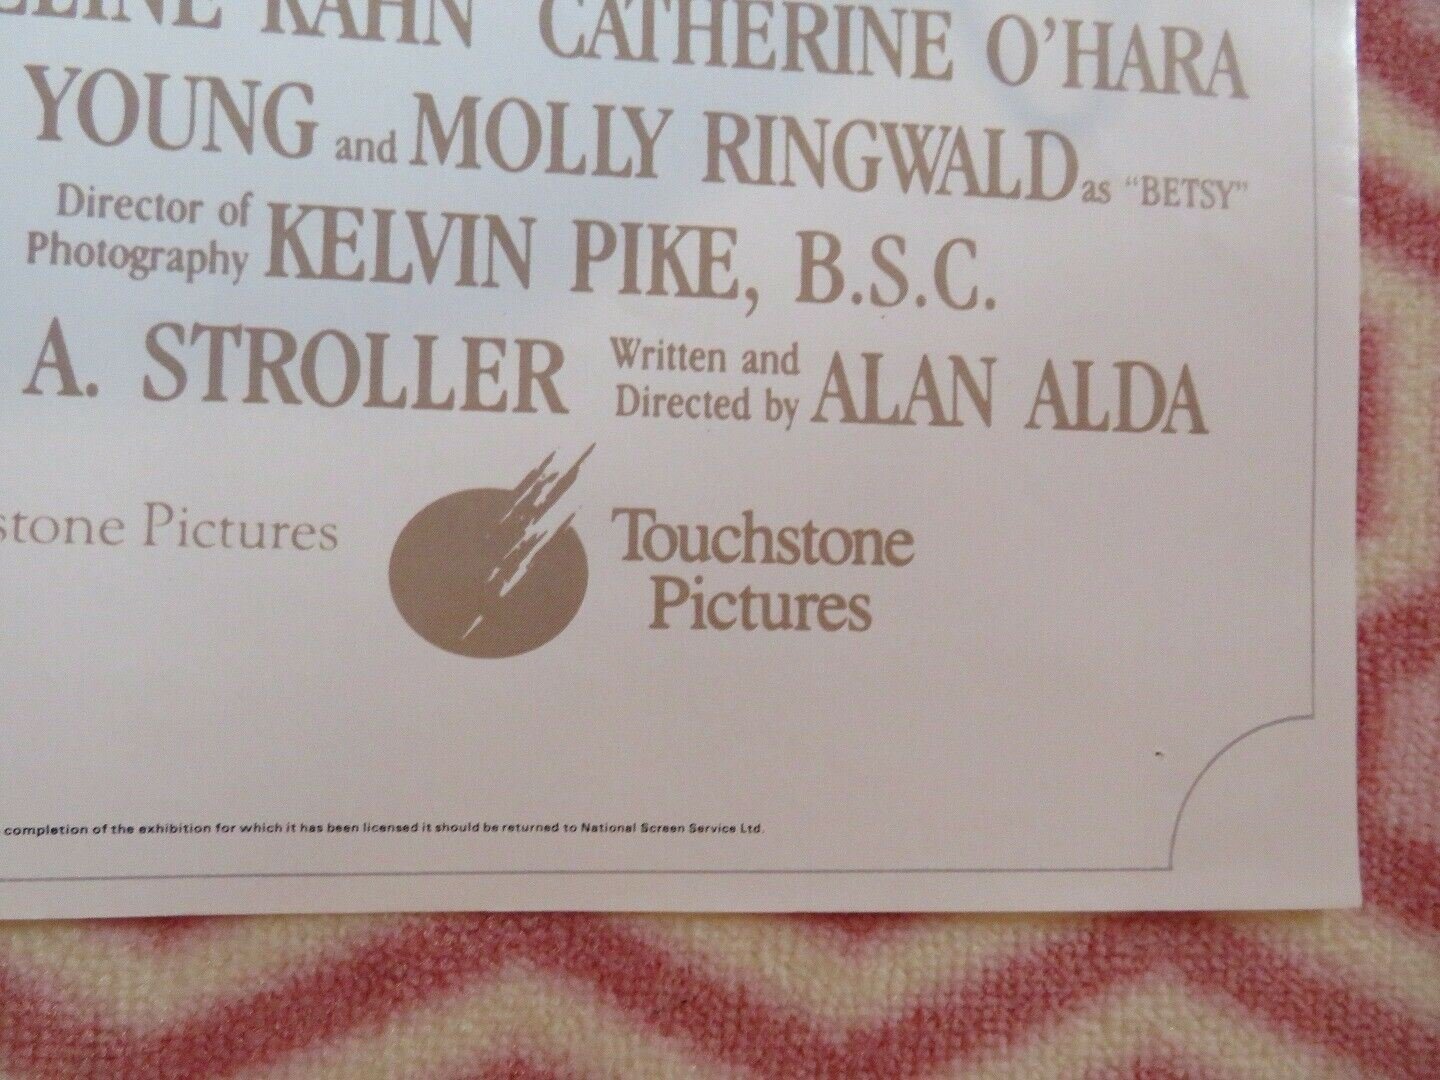 ELINE KAHN CATHERINE O'HARA
YOUNG and MOLLY RINGWALD as "BETSY"
Director of
Photography KELVIN PIKE, B.S.C.
A. STROLLER Written and
Directed by ALAN ALDA
stone Pictures Touchstone
Pictures
completion of the exhibition for which it has been licensed it should be returned to National Screen Service Ltd.